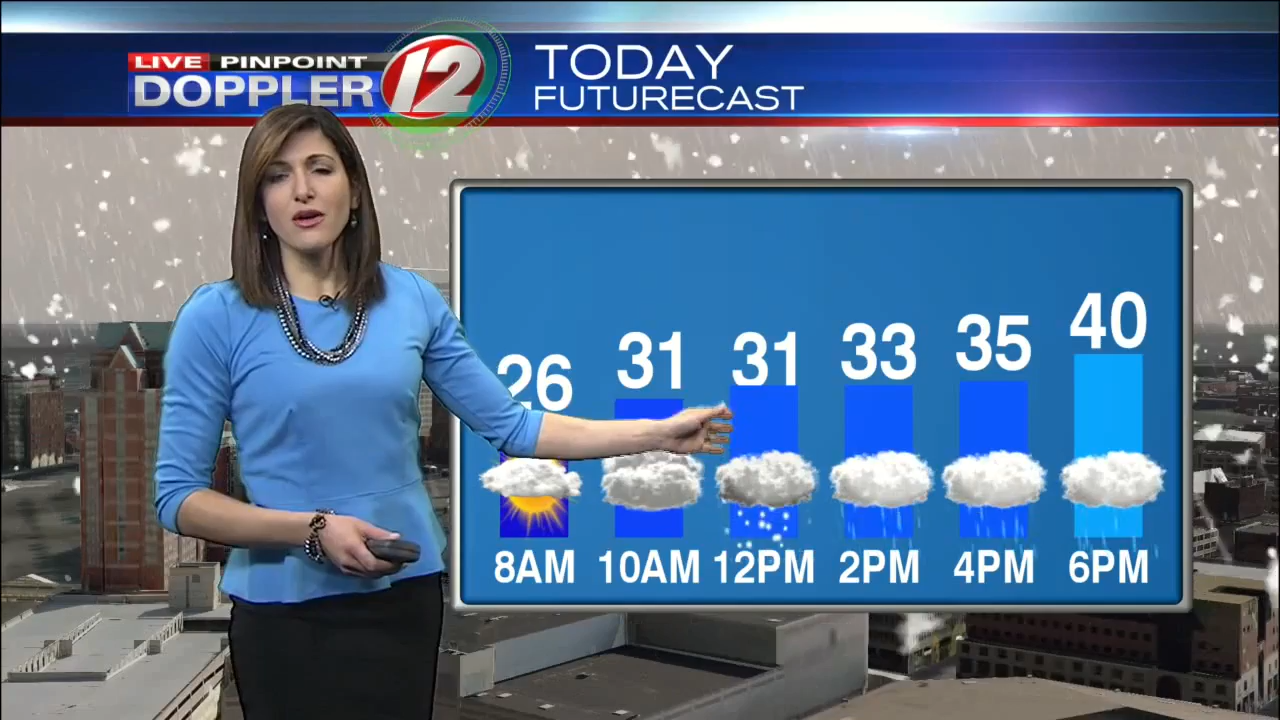 LIVE PINPOINT
DOPPLER 12
TODAY
FUTURECAST
26 31 31 33 35 40
8AM 10AM 12PM 2PM 4PM 6PM